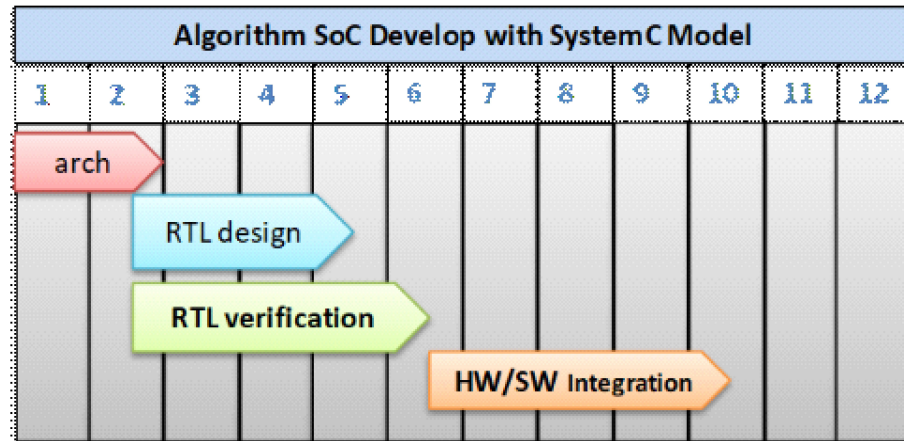 Algorithm SoC Develop with SystemC Model
1 2 3 4 5 6 7 8 9 10 11 12
arch
RTL design
RTL verification
HW/SW Integration